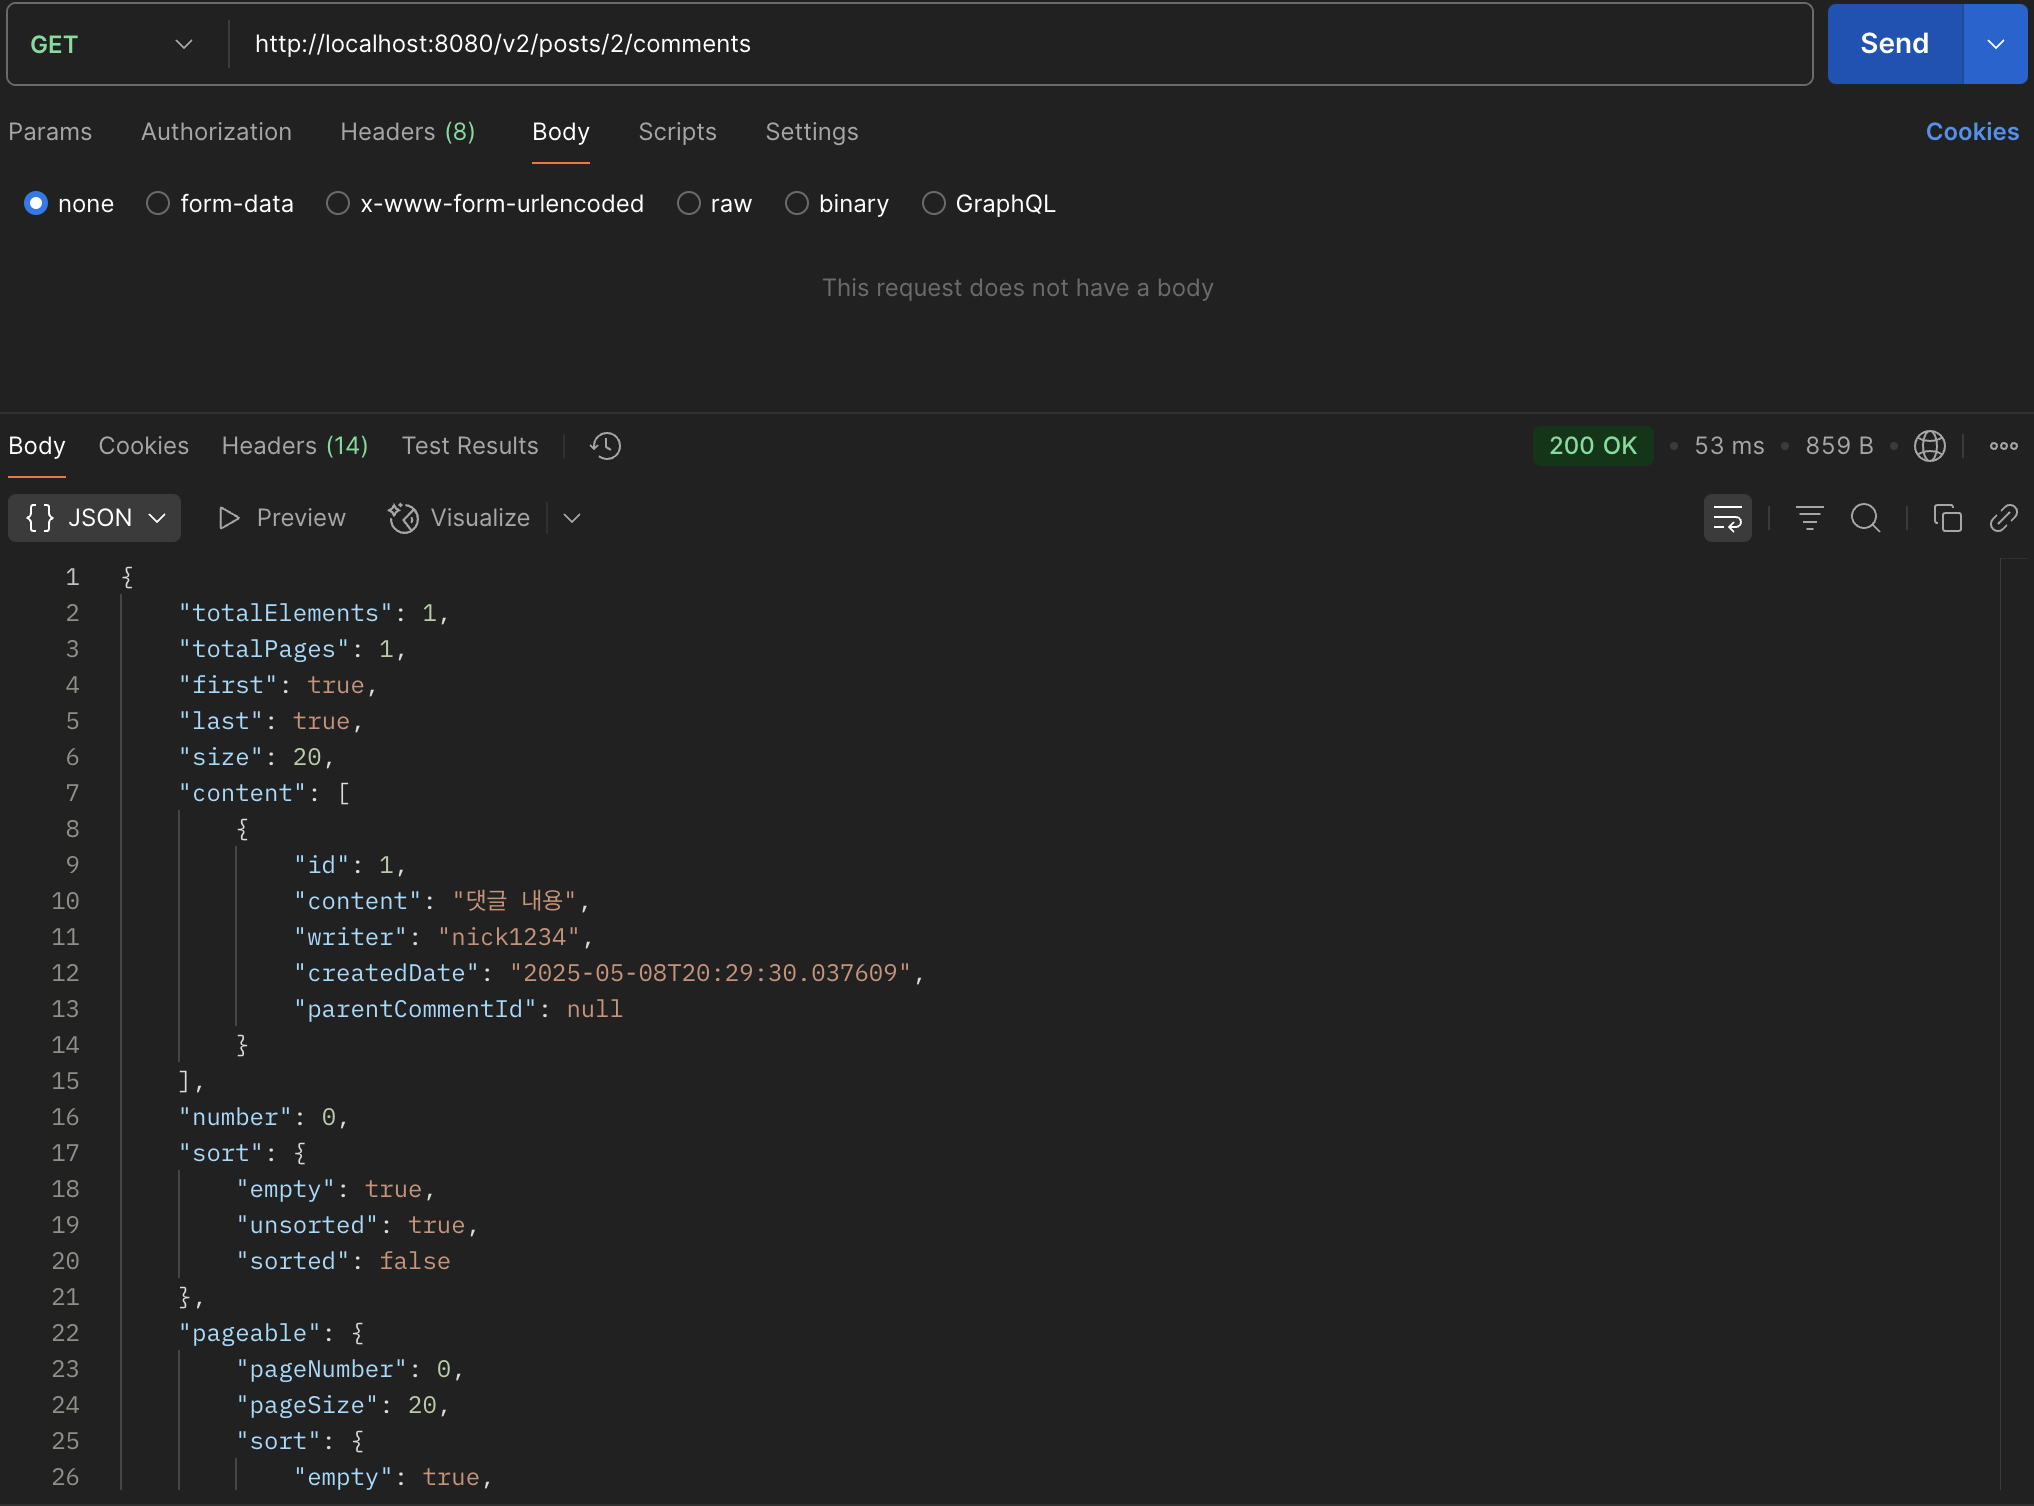 GET http://localhost:8080/v2/posts/2/comments Send
Params Authorization Headers (8) Body Scripts Settings Cookies
none form-data x-www-form-urlencoded raw binary GraphQL
This request does not have a body
Body Cookies Headers (14) Test Results 200 OK • 53 ms • 859 B •
{} JSON Preview Visualize
1 {
2 "totalElements": 1,
3 "totalPages": 1,
4 "first": true,
5 "last": true,
6 "size": 20,
7 "content": [
8 {
9 "id": 1,
10 "content": "댓글 내용",
11 "writer": "nick1234",
12 "createdDate": "2025-05-08T20:29:30.037609",
13 "parentCommentId": null
14 }
15 ],
16 "number": 0,
17 "sort": {
18 "empty": true,
19 "unsorted": true,
20 "sorted": false
21 },
22 "pageable": {
23 "pageNumber": 0,
24 "pageSize": 20,
25 "sort": {
26 "empty": true,